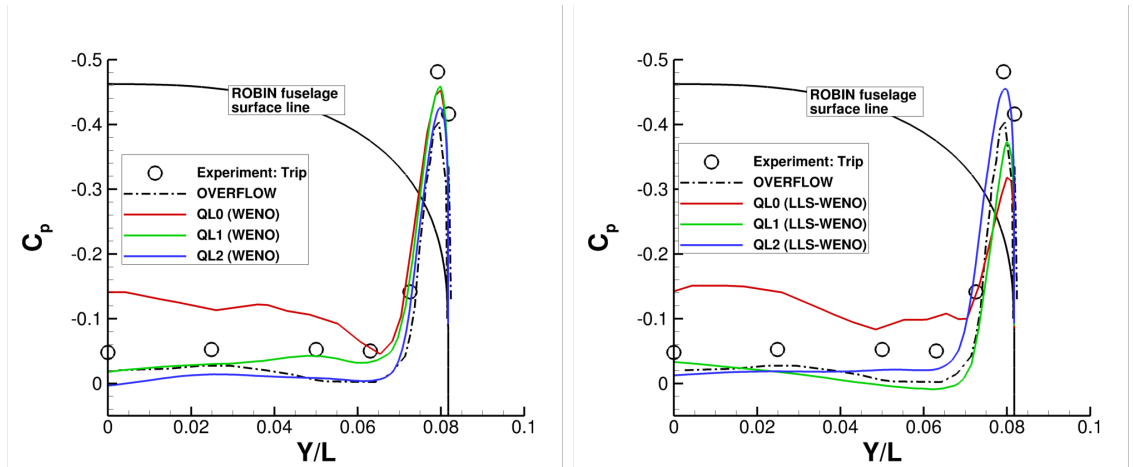 -0.5
-0.4
-0.3
-0.2
-0.1
0
Cp
ROBIN fuselage
surface line
Experiment: Trip
OVERFLOW
QL0 (WENO)
QL1 (WENO)
QL2 (WENO)
0 0.02 0.04 0.06 0.08 0.1
Y/L
-0.5
-0.4
-0.3
-0.2
-0.1
0
Cp
ROBIN fuselage
surface line
Experiment: Trip
OVERFLOW
QL0 (LLS-WENO)
QL1 (LLS-WENO)
QL2 (LLS-WENO)
0 0.02 0.04 0.06 0.08 0.1
Y/L